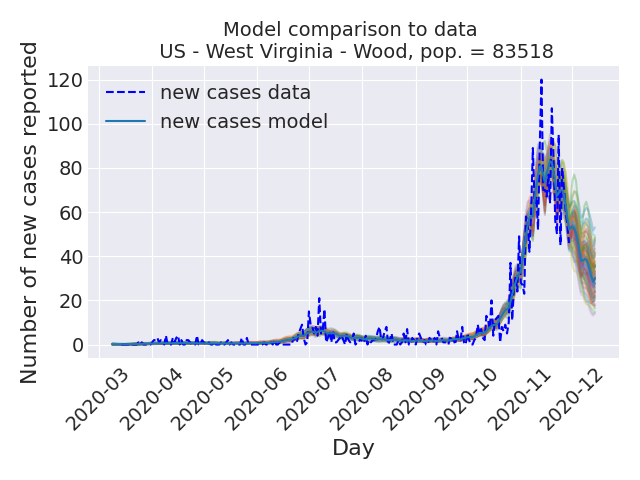 Model comparison to data
US - West Virginia - Wood, pop. = 83518
Number of new cases reported
120
100
80
60
40
20
0
new cases data
new cases model
2020-03
2020-04
2020-05
2020-06
2020-07
2020-08
2020-09
2020-10
2020-11
2020-12
Day